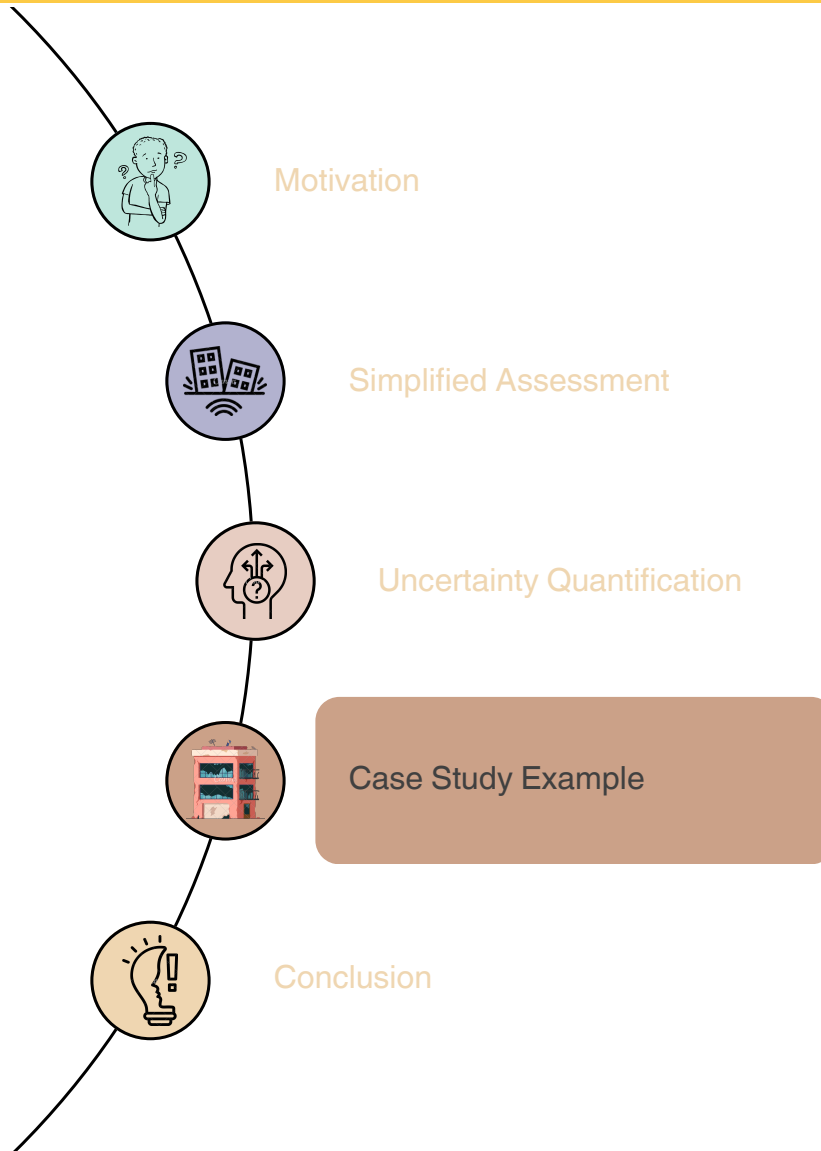 Motivation
Simplified Assessment
Uncertainty Quantification
Case Study Example
Conclusion